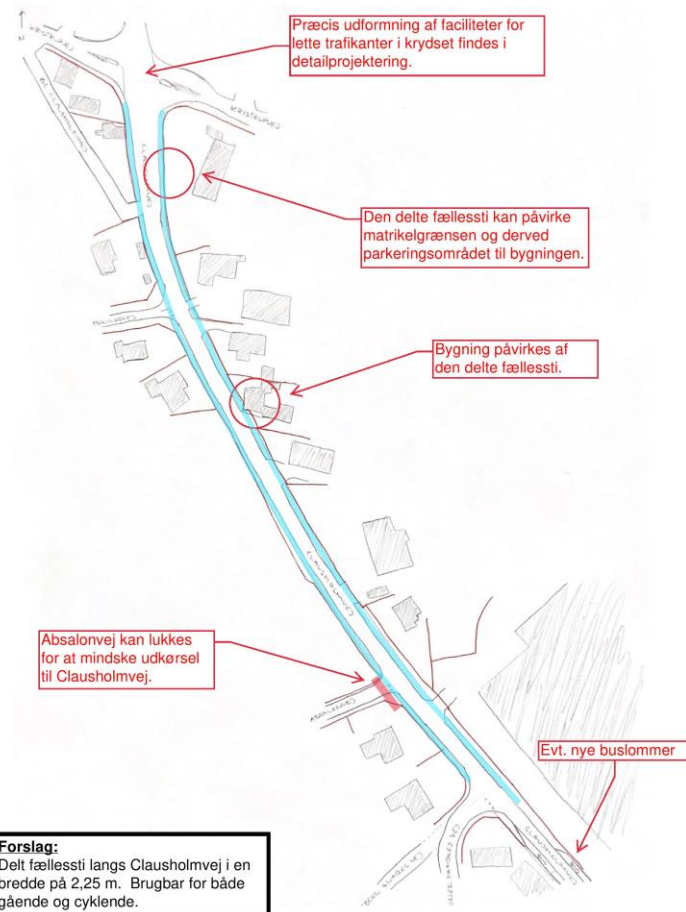 N
Præcis udformning af faciliteter for
lette trafikanter i krydset findes i
detailprojektering.
KRISTRUPVEJ
Den delte fællessti kan påvirke
matrikelgrænsen og derved
parkeringsområdet til bygningen.
Bygning påvirkes af
den delte fællessti.
CLAUSHOLMVEJ
Absalonvej kan lukkes
for at mindske udkørsel
til Clausholmvej.
ABSALONVEJ
Evt. nye buslommer
CLAUSHOLMVEJ
Forslag:
Delt fællessti langs Clausholmvej i en
bredde på 2,25 m. Brugbar for både
gående og cyklende.